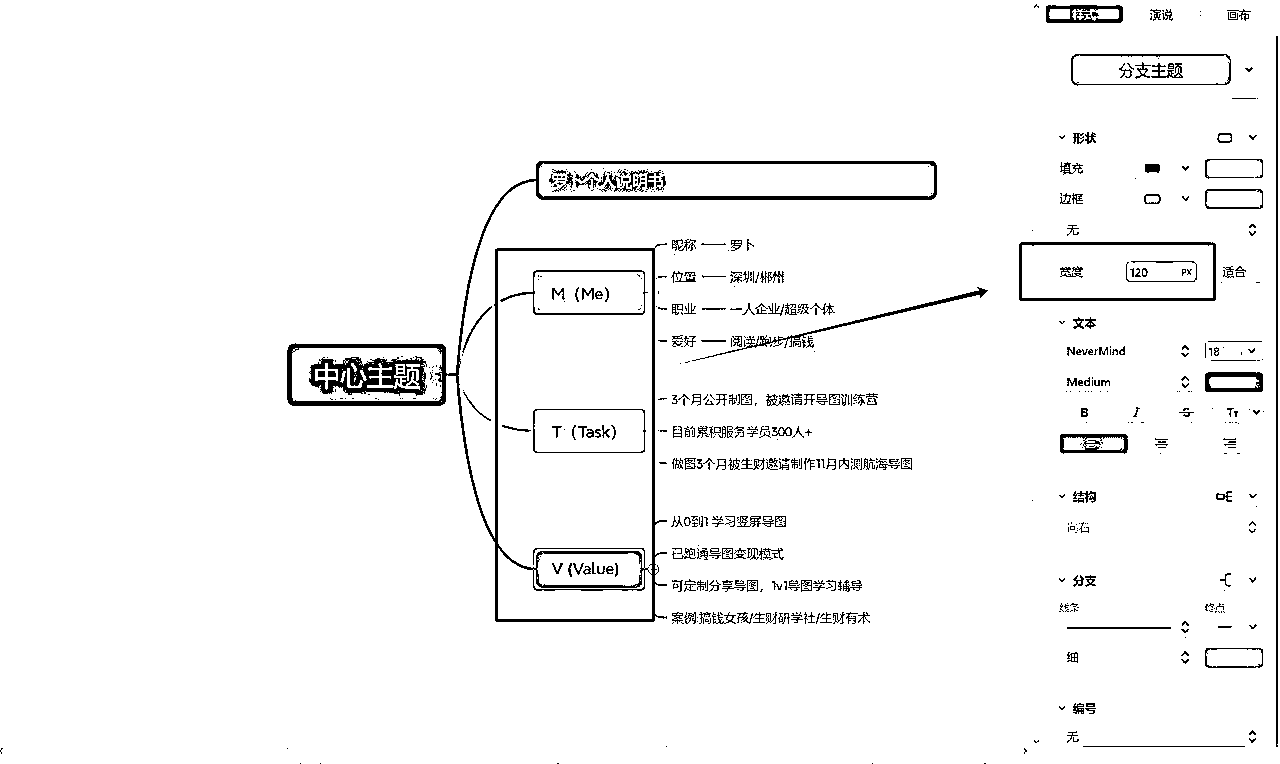 样式 演说 画布
分支主题
形状
填充
边框
无
宽度 120 PX 适合
文本
NeverMind 18
Medium
B I S Tт
结构
向右
分支
线条 终点
细
编号
无
萝卜个人说明书
中心主题
M（Me）
昵称 萝卜
位置 深圳/郴州
职业 一人企业/超级个体
爱好 阅读/跑步/搞钱
T（Task）
3个月公开制图，被邀请开导图训练营
目前累积服务学员300人+
做图3个月被生财邀请制作11月内测航海导图
V (Value)
从0到1 学习竖屏导图
已跑通导图变现模式
可定制分享导图，1v1导图学习辅导
案例:搞钱女孩/生财研学社/生财有术